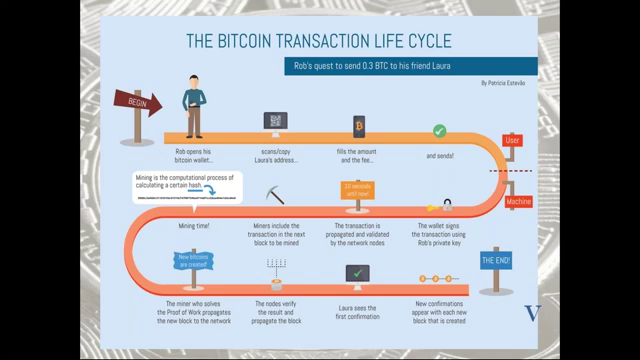 THE BITCOIN TRANSACTION LIFE CYCLE
Rob's quest to send 0.3 BTC to his friend Laura
By Patricia Estevão
BEGIN
Rob opens his
bitcoin wallet...
scans/copy
Laura's address...
fills the amount
and the fee...
and sends!
User
Machine
Mining is the computational process of
calculating a certain hash.
Mining time!
Miners include the
transaction in the next
block to be mined
10 seconds
until now!
The transaction is
propagated and validated
by the network nodes
The wallet signs
the transaction using
Rob's private key
New bitcoins
are created!
The miner who solves
the Proof of Work propagates
the new block to the network
The nodes verify
the result and
propagate the block
Laura sees the
first confirmation
New confirmations
appear with each new
block that is created
THE END!
V